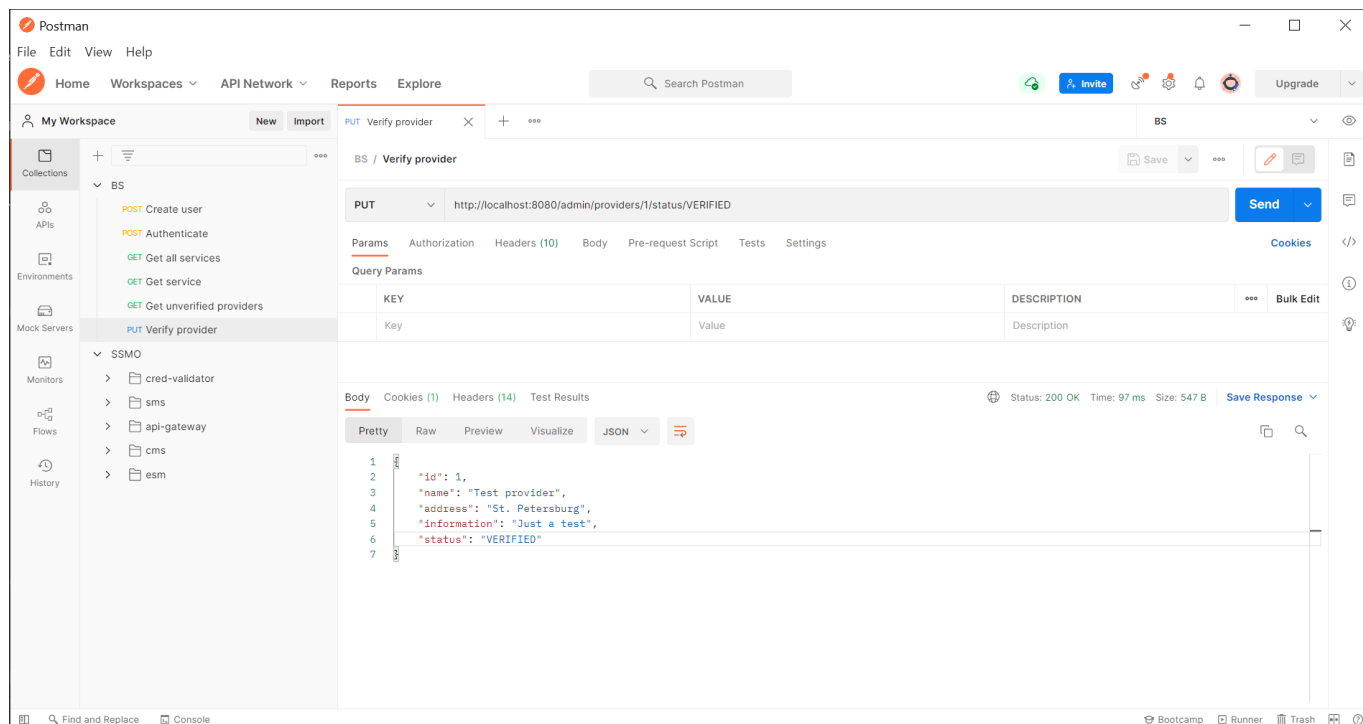 Postman
File Edit View Help
Home Workspaces API Network Reports Explore Search Postman Invite Upgrade
My Workspace New Import PUT Verify provider BS
Collections
APIs
Environments
Mock Servers
Monitors
Flows
History
BS
POST Create user
POST Authenticate
GET Get all services
GET Get service
GET Get unverified providers
PUT Verify provider
SSMO
cred-validator
sms
api-gateway
cms
esm
BS / Verify provider Save
PUT http://localhost:8080/admin/providers/1/status/VERIFIED Send
Params Authorization Headers (10) Body Pre-request Script Tests Settings Cookies
Query Params
KEY VALUE DESCRIPTION Bulk Edit
Key Value Description
Body Cookies (1) Headers (14) Test Results Status: 200 OK Time: 97 ms Size: 547 B Save Response
Pretty Raw Preview Visualize JSON
1 {
2 "id": 1,
3 "name": "Test provider",
4 "address": "St. Petersburg",
5 "information": "Just a test",
6 "status": "VERIFIED"
7 }
Find and Replace Console Bootcamp Runner Trash